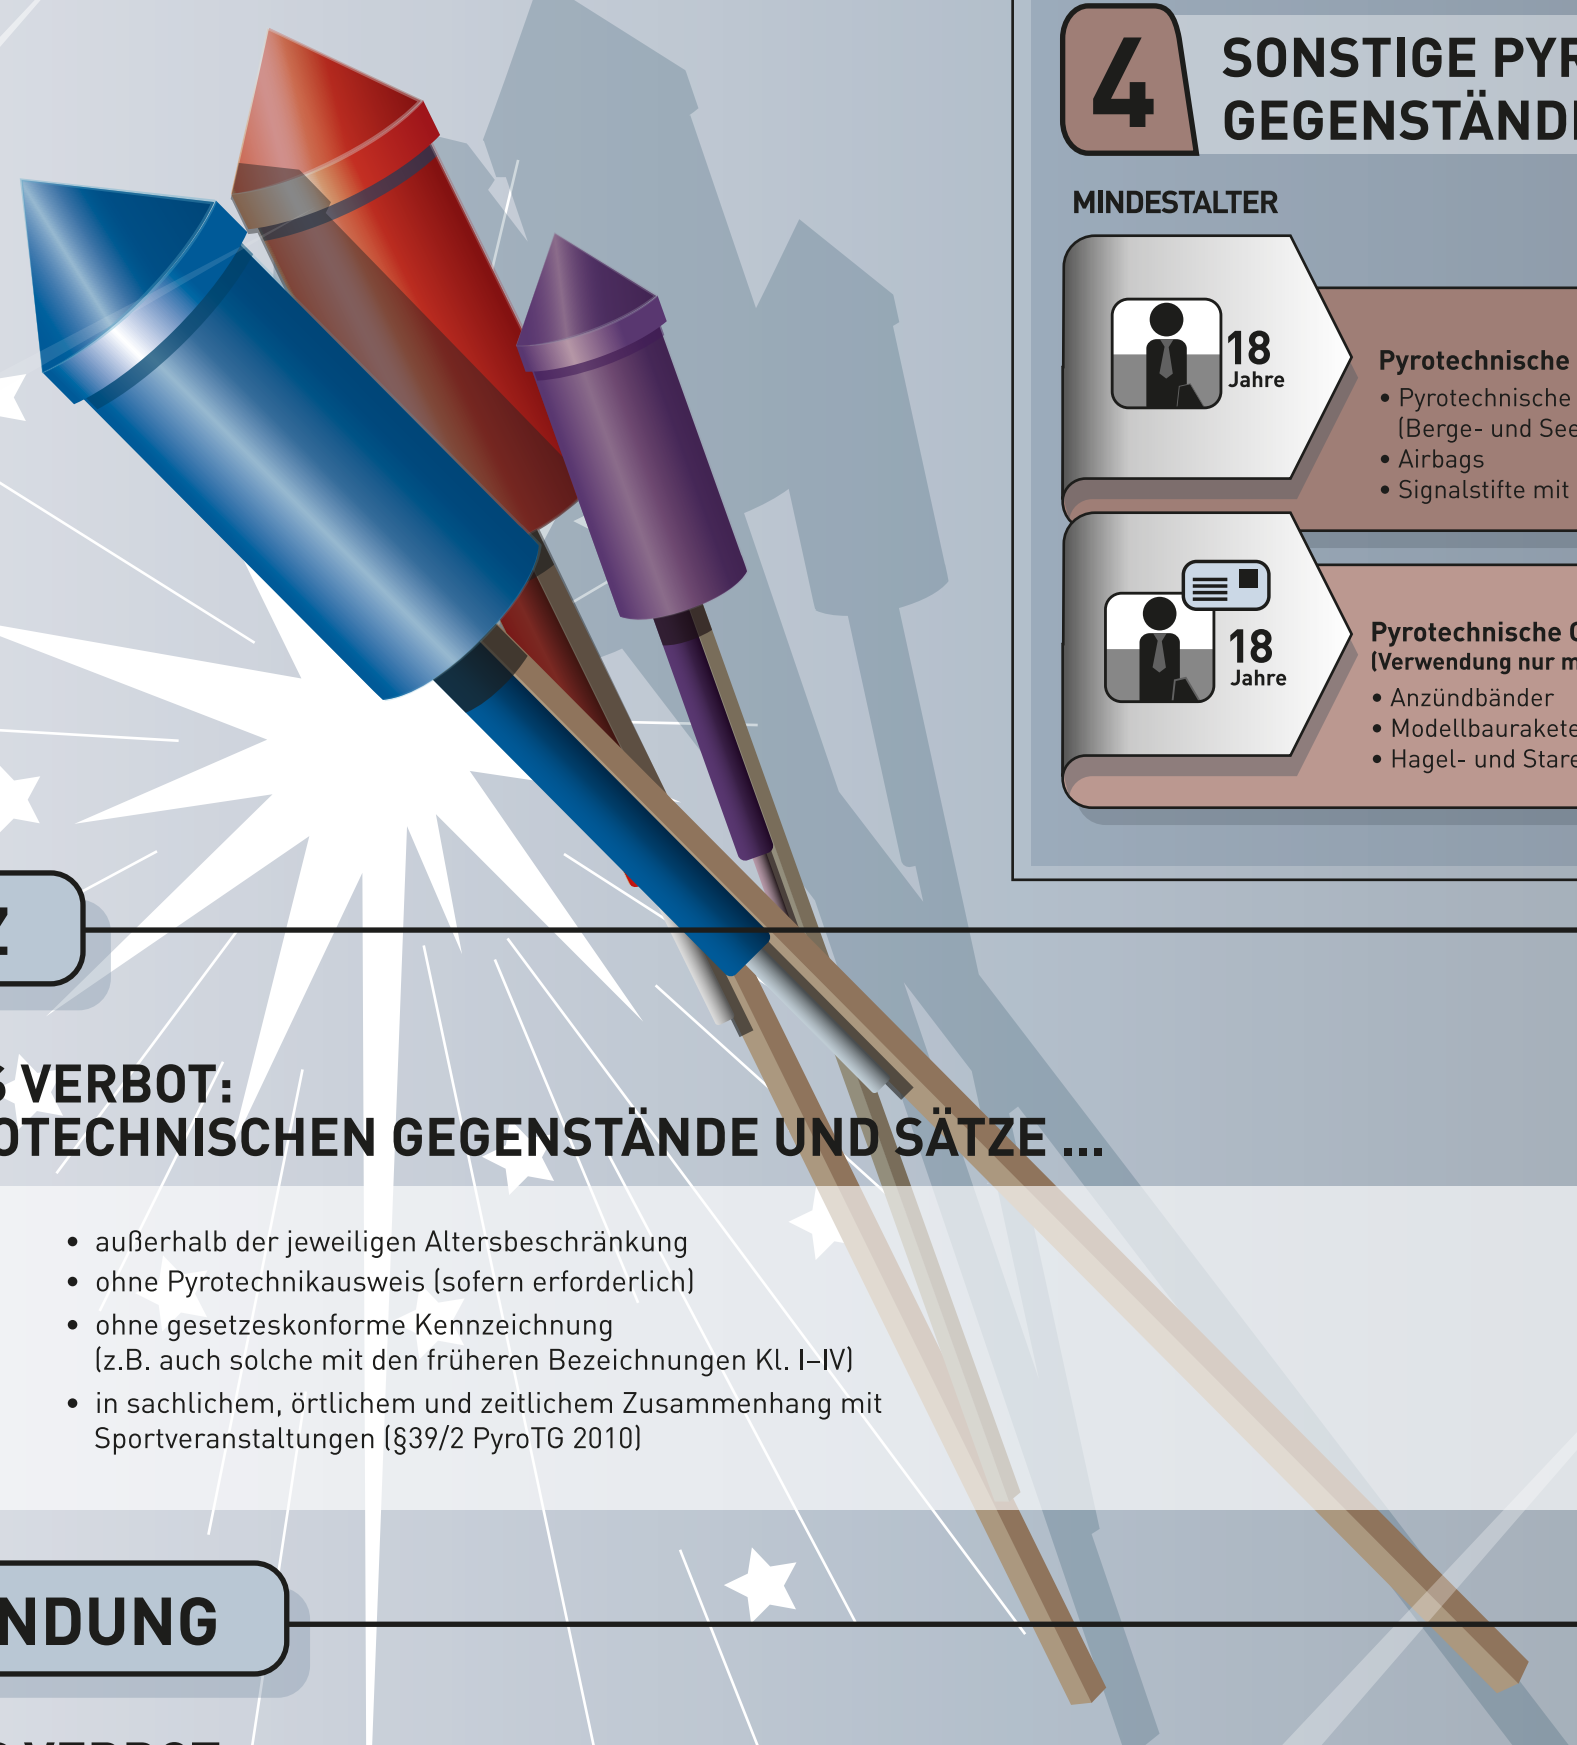 4
SONSTIGE
GEGENSTÄNDE
MINDESTALTER
18
Jahre
Pyrotechnische
• Pyrotechnische
(Berge- und
• Airbags
• Signalstifte mit
18
Jahre
Pyrotechnische
(Verwendung nur
• Anzündbänder
• Modellbaurakete
• Hagel- und
Z
VERBOT:
OTECHNISCHEN GEGENSTÄNDE UND SÄTZE ...
• außerhalb der jeweiligen Altersbeschränkung
• ohne Pyrotechnikausweis (sofern erforderlich)
• ohne gesetzeskonforme Kennzeichnung
(z.B. auch solche mit den früheren Bezeichnungen Kl. I–IV)
• in sachlichem, örtlichem und zeitlichem Zusammenhang mit
Sportveranstaltungen (§39/2 PyroTG 2010)
NDUNG